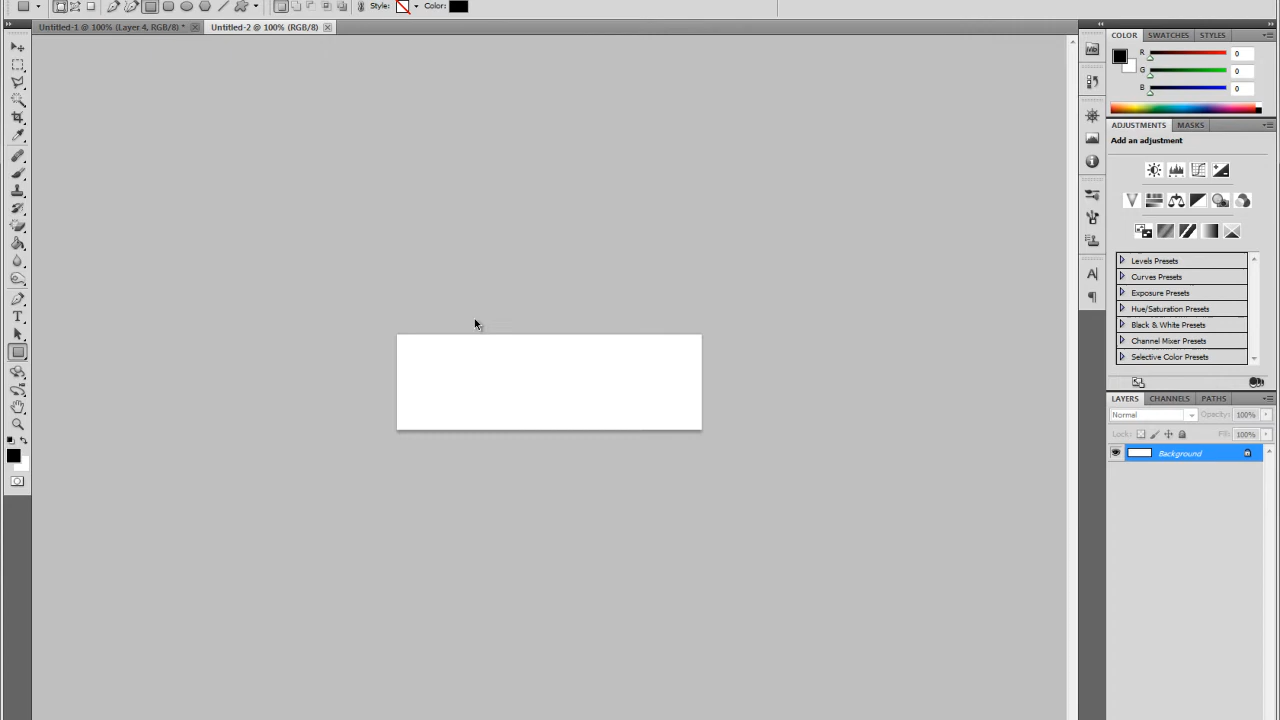 Style: Color:
Untitled-1 @ 100% (Layer 4, RGB/8) * Untitled-2 @ 100% (RGB/8)
COLOR SWATCHES STYLES
R 0
G 0
B 0
ADJUSTMENTS MASKS
Add an adjustment
Levels Presets
Curves Presets
Exposure Presets
Hue/Saturation Presets
Black & White Presets
Channel Mixer Presets
Selective Color Presets
LAYERS CHANNELS PATHS
Normal Opacity: 100%
Lock: Fill: 100%
Background